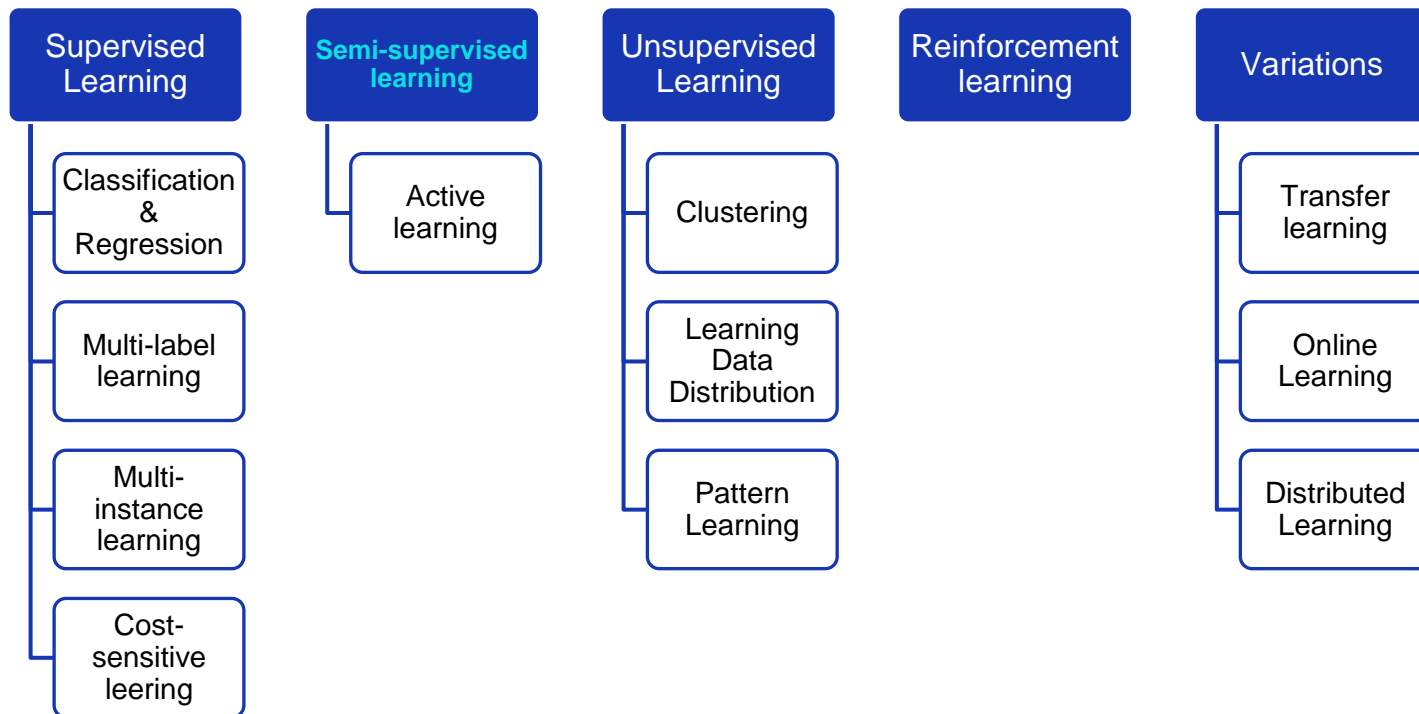 Supervised
Learning
Classification
&
Regression
Multi-label
learning
Multi-
instance
learning
Cost-
sensitive
leering
Semi-supervised
learning
Active
learning
Unsupervised
Learning
Clustering
Learning
Data
Distribution
Pattern
Learning
Reinforcement
learning
Variations
Transfer
learning
Online
Learning
Distributed
Learning